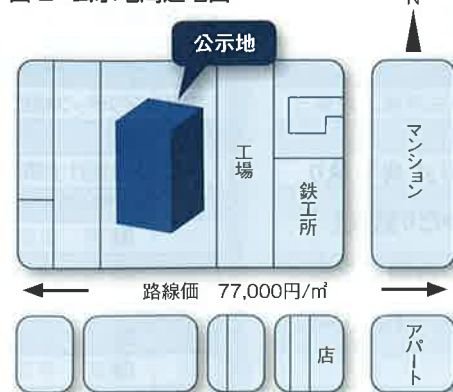 N
公示地
工場
鉄工所
マンション
路線価 77,000円/㎡
店
アパート